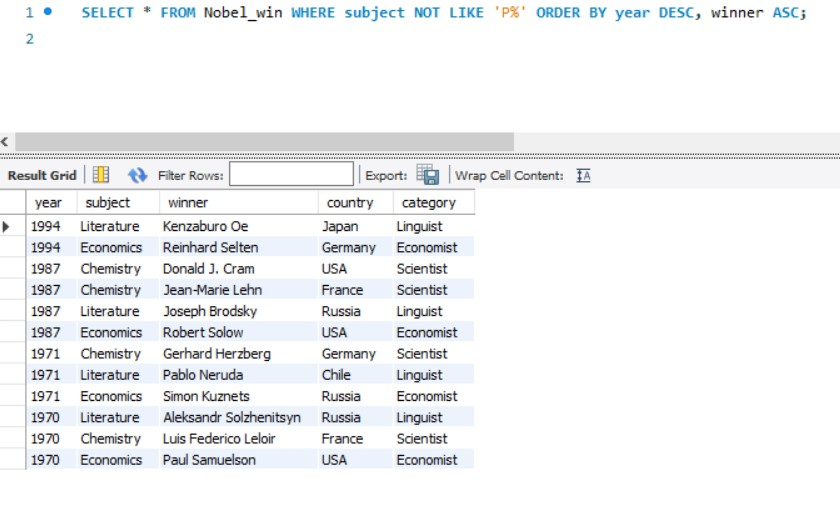 1 SELECT * FROM Nobel_win WHERE subject NOT LIKE 'P%' ORDER BY year DESC, winner ASC;
2
Result Grid Filter Rows: Export: Wrap Cell Content: IA
year subject winner country category
1994 Literature Kenzaburo Oe Japan Linguist
1994 Economics Reinhard Selten Germany Economist
1987 Chemistry Donald J. Cram USA Scientist
1987 Chemistry Jean-Marie Lehn France Scientist
1987 Literature Joseph Brodsky Russia Linguist
1987 Economics Robert Solow USA Economist
1971 Chemistry Gerhard Herzberg Germany Scientist
1971 Literature Pablo Neruda Chile Linguist
1971 Economics Simon Kuznets Russia Economist
1970 Literature Aleksandr Solzhenitsyn Russia Linguist
1970 Chemistry Luis Federico Leloir France Scientist
1970 Economics Paul Samuelson USA Economist